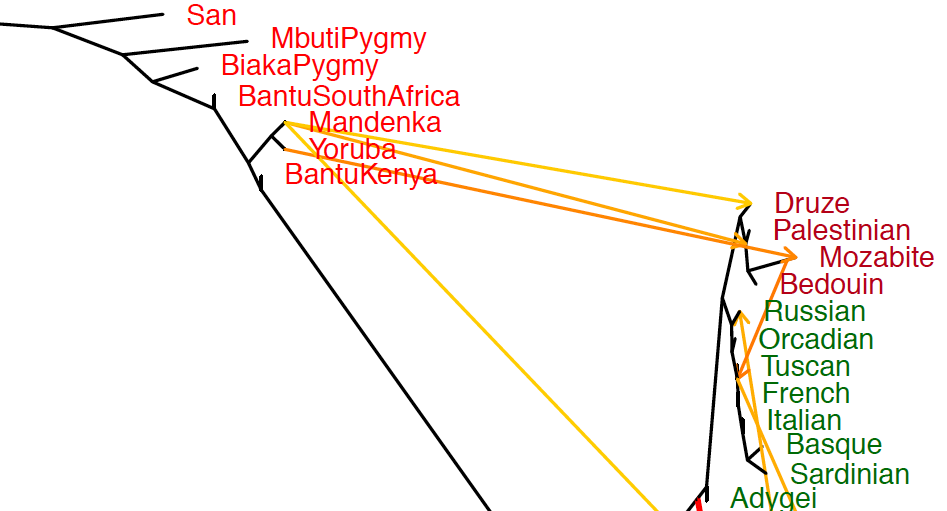 San
MbutiPygmy
BiakaPygmy
BantuSouthAfrica
Mandenka
Yoruba
BantuKenya
Druze
Palestinian
Mozabite
Bedouin
Russian
Orcadian
Tuscan
French
Italian
Basque
Sardinian
Adygei